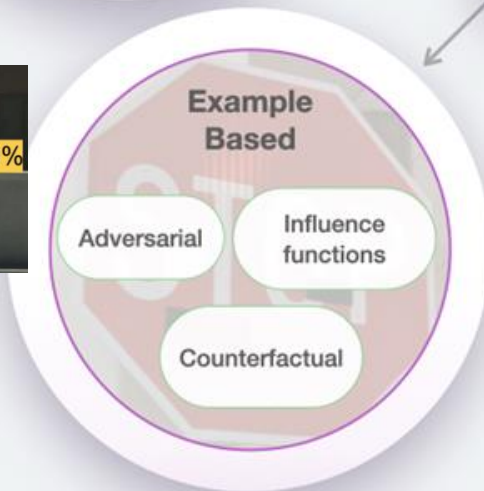 Example
Based
%
Adversarial
Influence
functions
Counterfactual